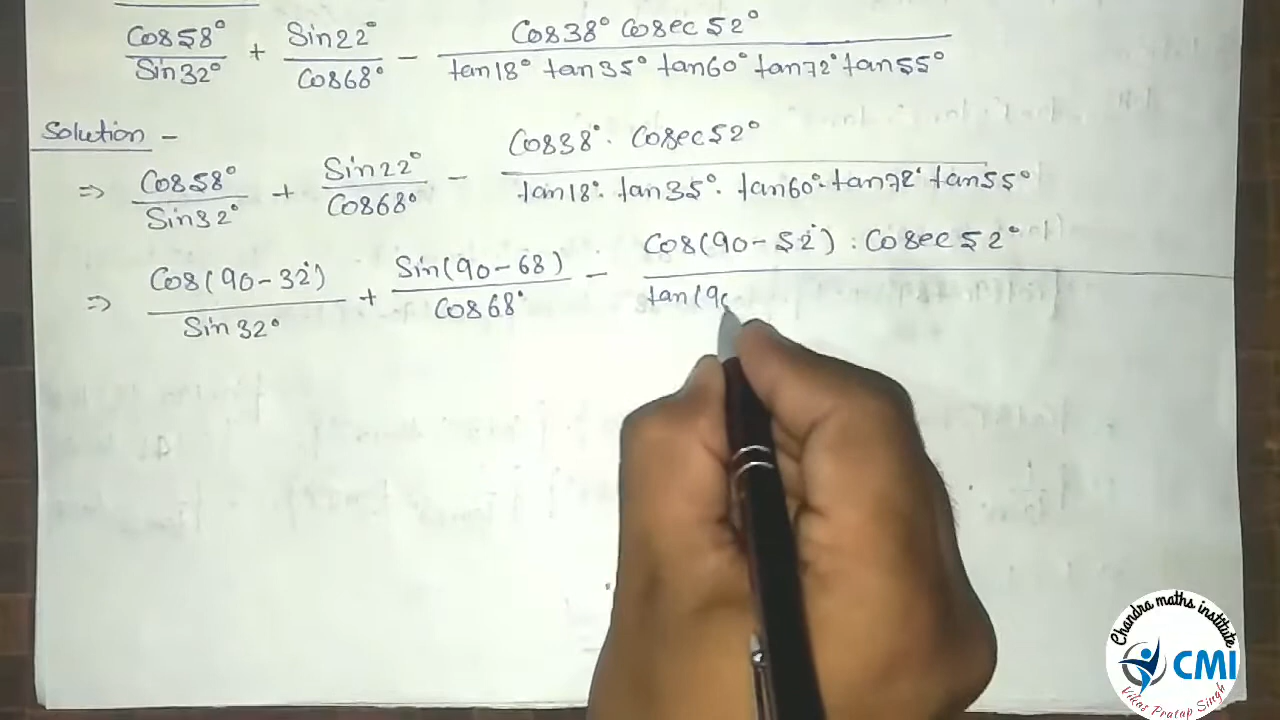 Cos58° / Sin32° + Sin22° / Cos68° - Cos38° Cosec52° / tan18° tan35° tan60° tan72° tan55°
Solution -
⇒ Cos58° / Sin32° + Sin22° / Cos68° - Cos38° · Cosec52° / tan18° · tan35° · tan60° · tan72° tan55°
⇒ Cos(90-32°) / Sin32° + Sin(90-68) / Cos68° - Cos(90-52°) · Cosec52° / tan(90
Chandra maths institute
CMI
Vikas Pratap Singh